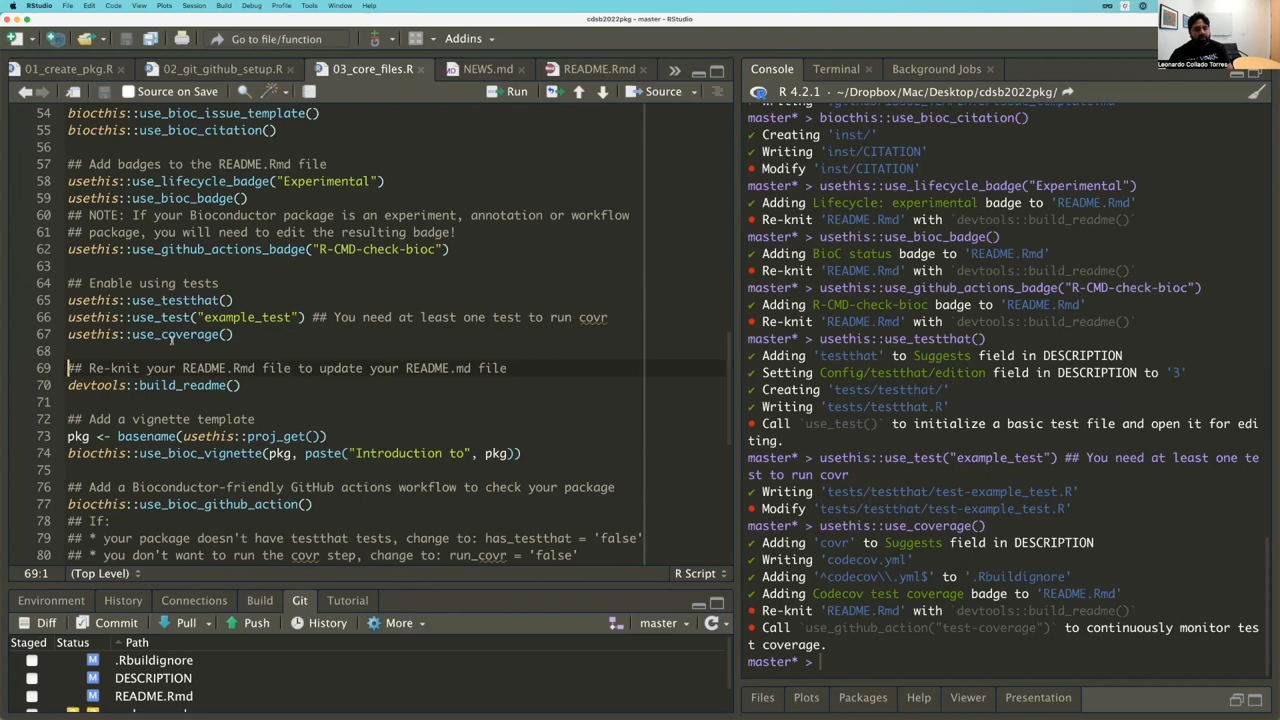 RStudio File Edit Code View Plots Session Build Debug Profile Tools Window Help
cdsb2022pkg - master - RStudio
Go to file/function Addins
01_create_pkg.R 02_git_github_setup.R 03_core_files.R NEWS README.Rmd
Source on Save Run Source
54 biocthis::use_bioc_issue_template()
55 biocthis::use_bioc_citation()
56
57 ## Add badges to the README.Rmd file
58 usethis::use_lifecycle_badge("Experimental")
59 usethis::use_bioc_badge()
60 ## NOTE: If your Bioconductor package is an experiment, annotation or workflow
61 ## package, you will need to edit the resulting badge!
62 usethis::use_github_actions_badge("R-CMD-check-bioc")
63
64 ## Enable using tests
65 usethis::use_testthat()
66 usethis::use_test("example_test") ## You need at least one test to run covr
67 usethis::use_coverage()
68
69 ## Re-knit your README.Rmd file to update your README.md file
70 devtools::build_readme()
71
72 ## Add a vignette template
73 pkg <- basename(usethis::proj_get())
74 biocthis::use_bioc_vignette(pkg, paste("Introduction to", pkg))
75
76 ## Add a Bioconductor-friendly GitHub actions workflow to check your package
77 biocthis::use_bioc_github_action()
78 ## If:
79 ## * your package doesn't have testthat tests, change to: has_testthat = 'false'
80 ## * you don't want to run the covr step, change to: run_covr = 'false'
69:1 (Top Level) R Script
Environment History Connections Build Git Tutorial
Diff Commit Pull Push History More master
Staged Status Path
M .Rbuildignore
M DESCRIPTION
M README.Rmd
Leonardo Collado Torres
Console Terminal Background Jobs
R 4.2.1 · ~/Dropbox/Mac/Desktop/cdsb2022pkg/
master* > biocthis::use_bioc_citation()
✔ Creating 'inst/'
✔ Writing 'inst/CITATION'
● Modify 'inst/CITATION'
master* > usethis::use_lifecycle_badge("Experimental")
✔ Adding Lifecycle: experimental badge to 'README.Rmd'
● Re-knit 'README.Rmd' with `devtools::build_readme()`
master* > usethis::use_bioc_badge()
✔ Adding BioC status badge to 'README.Rmd'
● Re-knit 'README.Rmd' with `devtools::build_readme()`
master* > usethis::use_github_actions_badge("R-CMD-check-bioc")
✔ Adding R-CMD-check-bioc badge to 'README.Rmd'
● Re-knit 'README.Rmd' with `devtools::build_readme()`
master* > usethis::use_testthat()
✔ Adding 'testthat' to Suggests field in DESCRIPTION
✔ Setting Config/testthat/edition field in DESCRIPTION to '3'
✔ Creating 'tests/testthat/'
✔ Writing 'tests/testthat.R'
● Call `use_test()` to initialize a basic test file and open it for edi
ting.
master* > usethis::use_test("example_test") ## You need at least one te
st to run covr
✔ Writing 'tests/testthat/test-example_test.R'
● Modify 'tests/testthat/test-example_test.R'
master* > usethis::use_coverage()
✔ Adding 'covr' to Suggests field in DESCRIPTION
✔ Writing 'codecov.yml'
✔ Adding '^codecov\\.yml$' to '.Rbuildignore'
✔ Adding Codecov test coverage badge to 'README.Rmd'
● Re-knit 'README.Rmd' with `devtools::build_readme()`
● Call `use_github_action("test-coverage")` to continuously monitor tes
t coverage.
master* >
Files Plots Packages Help Viewer Presentation